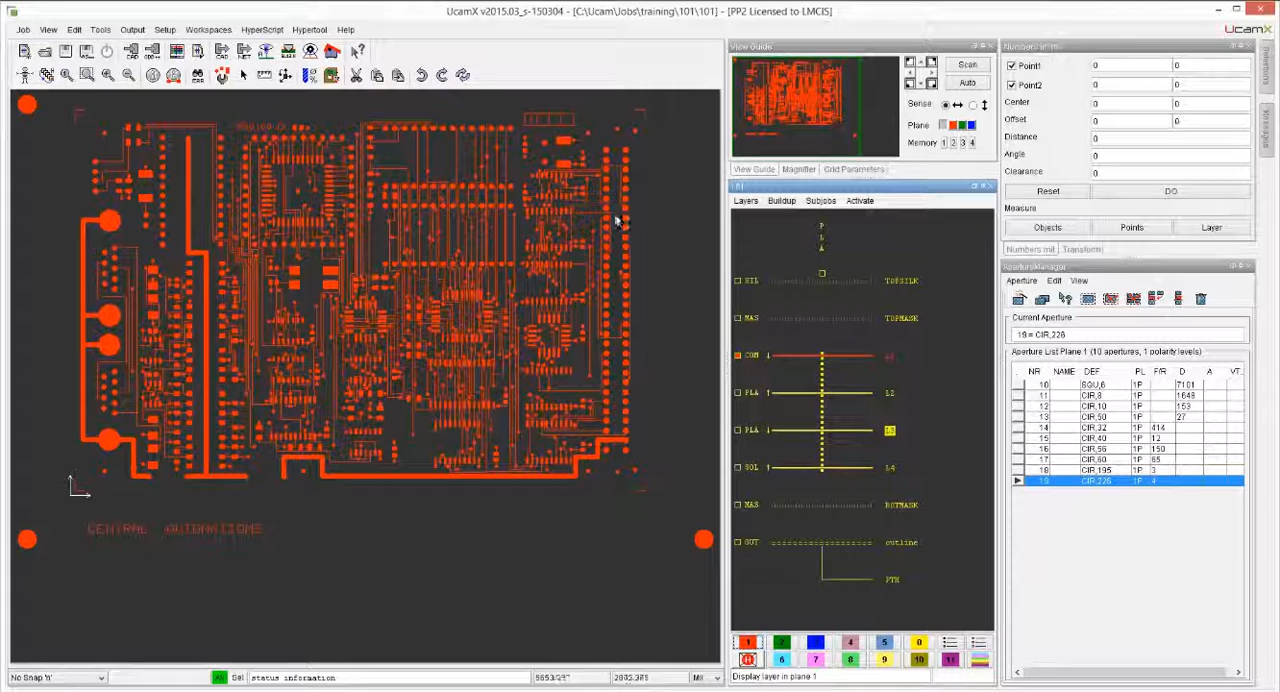 UcamX v2015.03_s-150304 - [C:\Ucam\Jobs\training\101\101] - [PP2 Licensed to LMCIS]
Job View Edit Tools Output Setup Workspaces HyperScript Hypertool Help
UcamX
View Guide
Scan
Auto
Sense
Plane
Memory 1 2 3 4
View Guide Magnifier Grid Parameters
Layers Buildup Subjobs Activate
P
L
A
SIL TOPSILK
MAS TOPMASK
COM
PLA L2
PLA L3
SOL L4
MAS BOTMASK
OUT outline
PTH
1 2 3 4 5 0
6 7 8 9 10 11
Display layer in plane 1
Point1 0 0
Point2 0 0
Center 0 0
Offset 0 0
Distance 0
Angle 0
Clearance 0
Reset DO
Measure
Objects Points Layer
Numbers mil Transform
Selections
Messages
ApertureManager
Aperture Edit View
Current Aperture
19 = CIR,226
Aperture List Plane 1 (10 apertures, 1 polarity levels)
NR NAME DEF PL F/R D A VT..
10 SQU,6 1P 7101
11 CIR,8 1P 1648
12 CIR,10 1P 153
13 CIR,50 1P 27
14 CIR,32 1P 414
15 CIR,40 1P 12
16 CIR,56 1P 150
17 CIR,60 1P 65
18 CIR,195 1P 3
19 CIR,226 1P 4
CENTRAL
No Snap 'n'
Sel status information
Mil